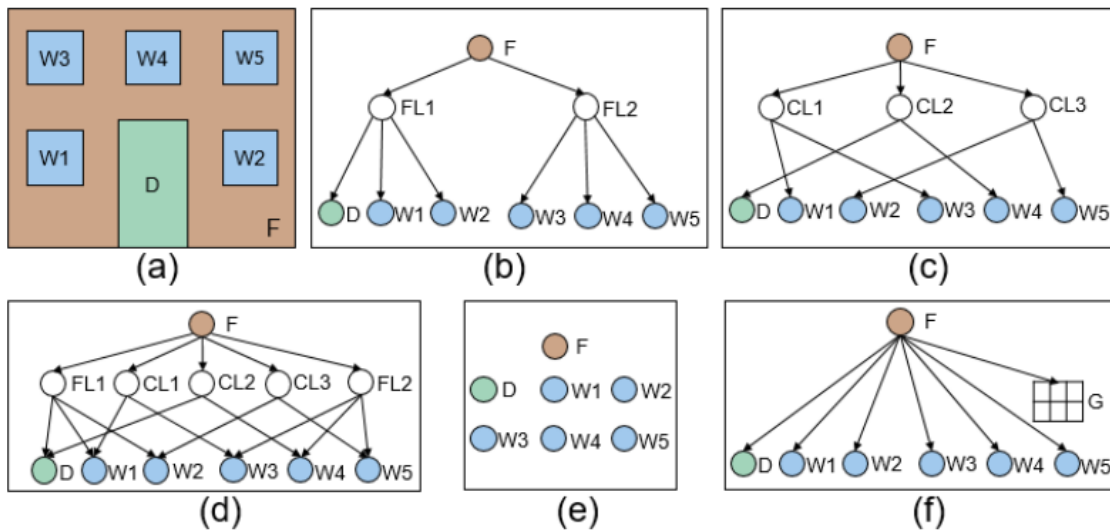 W3 W4 W5
W1 D W2
F
(a)
F
FL1 FL2
D W1 W2 W3 W4 W5
(b)
F
CL1 CL2 CL3
D W1 W2 W3 W4 W5
(c)
F
FL1 CL1 CL2 CL3 FL2
D W1 W2 W3 W4 W5
(d)
F
D W1 W2
W3 W4 W5
(e)
F
G
D W1 W2 W3 W4 W5
(f)